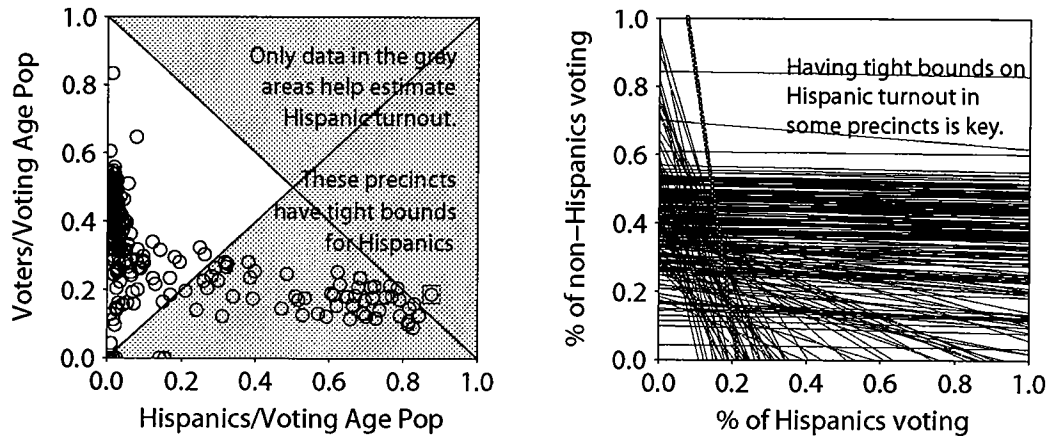 Voters/Voting Age Pop
1.0
0.8
0.6
0.4
0.2
0.0
Only data in the grey
areas help estimate
Hispanic turnout.
These precincts
have tight bounds
for Hispanics
0.0 0.2 0.4 0.6 0.8 1.0
Hispanics/Voting Age Pop
% of non–Hispanics voting
1.0
0.8
0.6
0.4
0.2
0.0
Having tight bounds on
Hispanic turnout in
some precincts is key.
0.0 0.2 0.4 0.6 0.8 1.0
% of Hispanics voting